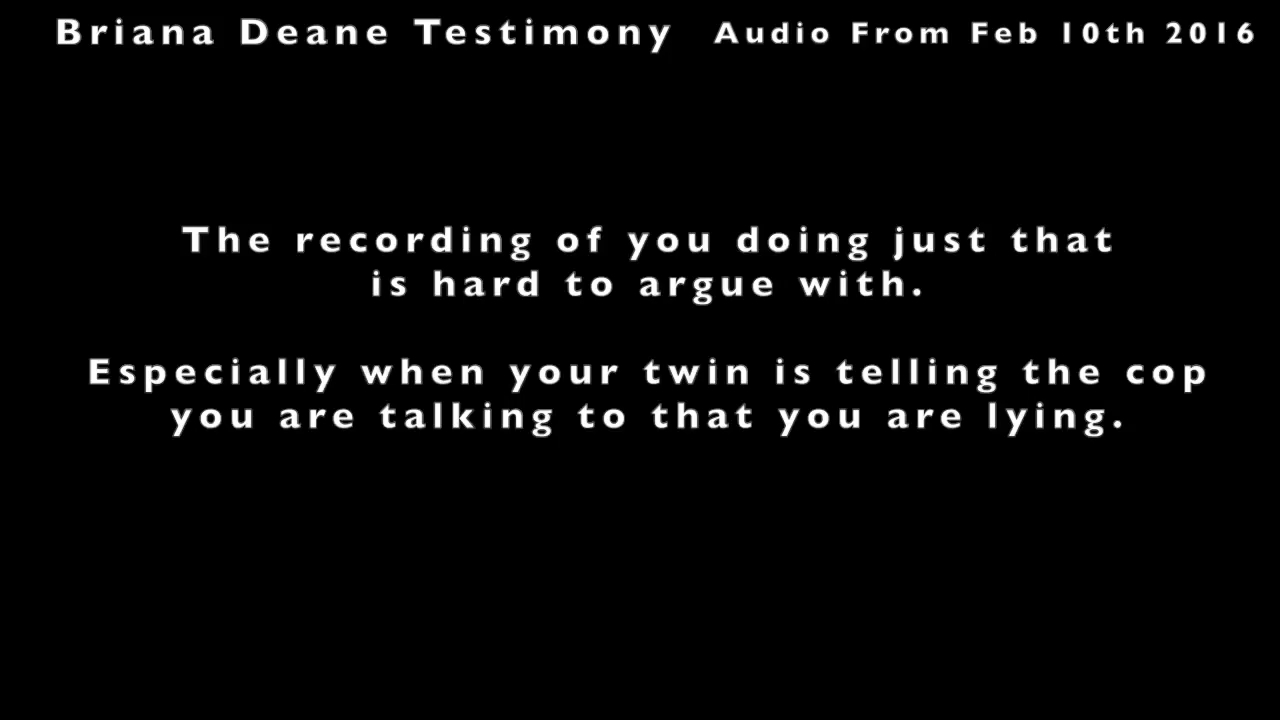 Briana Deane Testimony Audio From Feb 10th 2016
The recording of you doing just that
is hard to argue with.
Especially when your twin is telling the cop
you are talking to that you are lying.